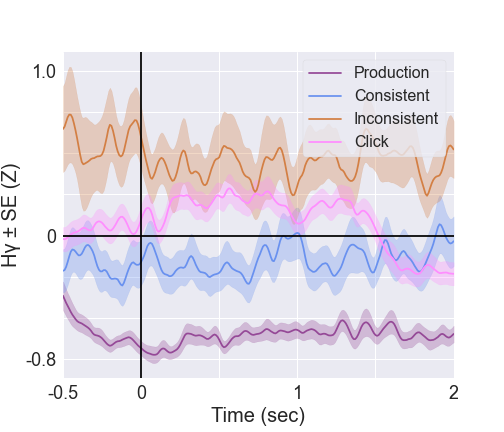 Production
Consistent
Inconsistent
Click
1.0
0
-0.8
Hγ ± SE (Z)
-0.5
0
1
2
Time (sec)